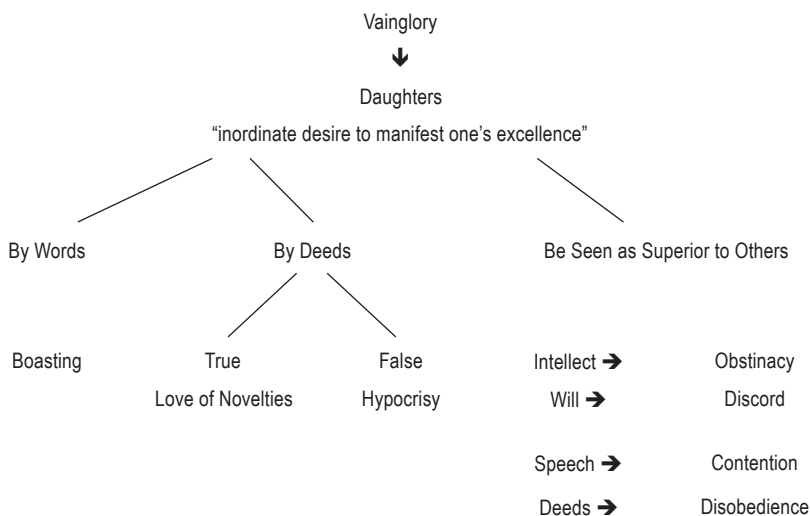 Vainglory
🡻
Daughters
“inordinate desire to manifest one’s excellence”
By Words By Deeds Be Seen as Superior to Others
Boasting True False Intellect ➔ Obstinacy
Love of Novelties Hypocrisy Will ➔ Discord
Speech ➔ Contention
Deeds ➔ Disobedience